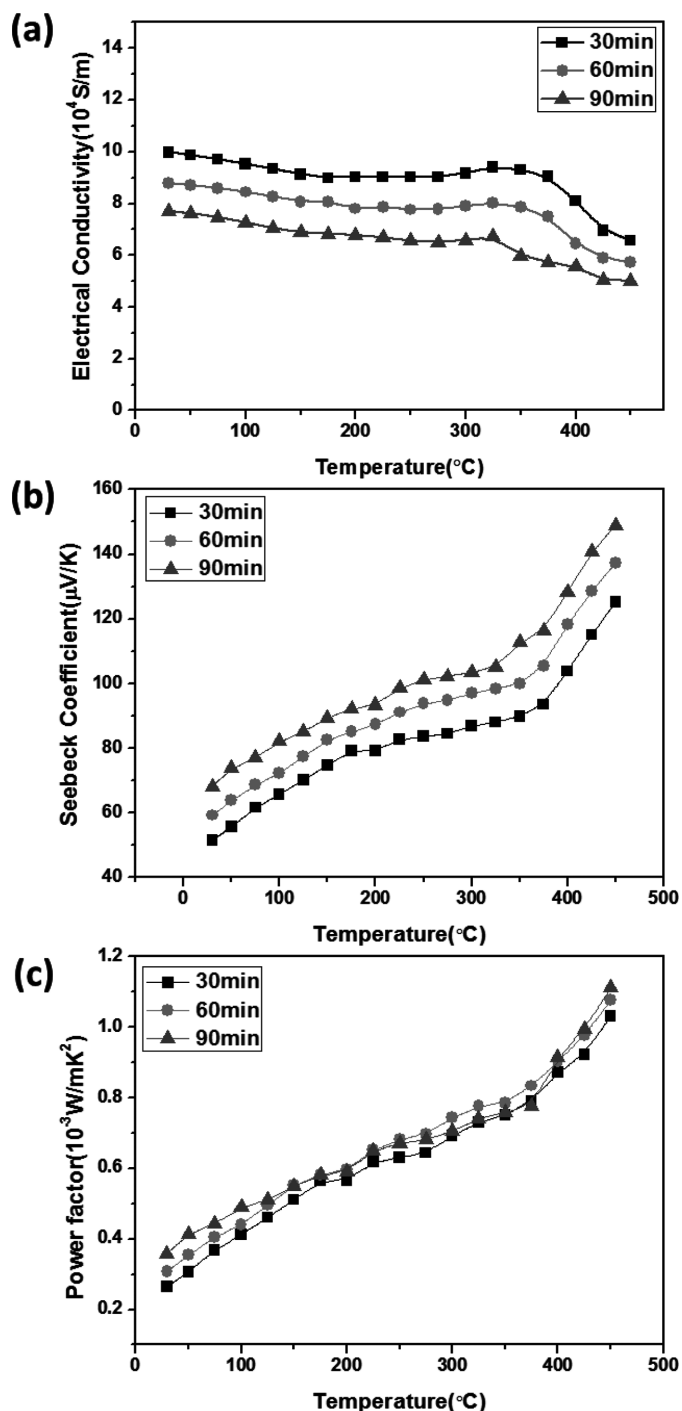 (a)
Electrical Conductivity(10⁴S/m)
14
12
10
8
6
4
2
0
30min
60min
90min
0 100 200 300 400
Temperature(°C)
(b)
Seebeck Coefficient(μV/K)
160
140
120
100
80
60
40
30min
60min
90min
0 100 200 300 400 500
Temperature(°C)
(c)
Power factor(10⁻³W/mK²)
1.2
1.0
0.8
0.6
0.4
0.2
30min
60min
90min
0 100 200 300 400 500
Temperature(°C)